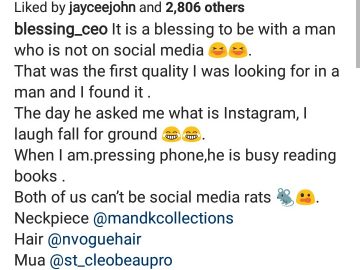 Liked by jayceejohn and 2,806 others
blessing_ceo It is a blessing to be with a man
who is not on social media 😆😆.
That was the first quality I was looking for in a
man and I found it .
The day he asked me what is Instagram, I
laugh fall for ground 😂😂.
When I am.pressing phone,he is busy reading
books .
Both of us can’t be social media rats 🐀😛.
Neckpiece @mandkcollections
Hair @nvoguehair
Mua @st_cleobeaupro